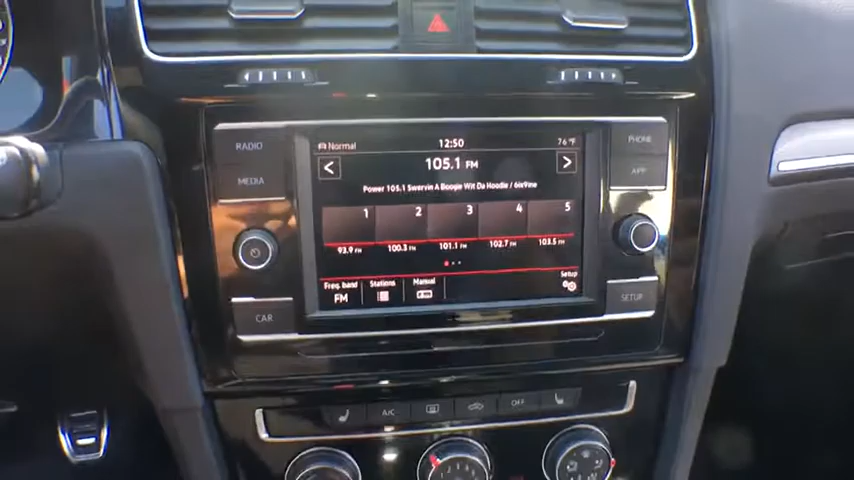 RADIO
MEDIA
CAR
PHONE
APP
SETUP
Normal 12:50 76°F
< 105.1 FM >
Power 105.1 Swervin A Boogie Wit Da Hoodie / 6ix9ine
1 2 3 4 5
93.9 FM 100.3 FM 101.1 FM 102.7 FM 103.5 FM
Freq. band Stations Manual Setup
FM
A/C OFF